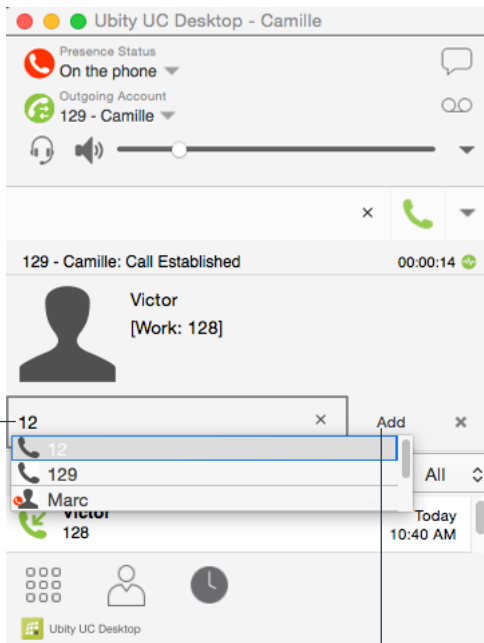 Ubity UC Desktop - Camille
Presence Status
On the phone
Outgoing Account
129 - Camille
129 - Camille: Call Established 00:00:14
Victor
[Work: 128]
12 Add
12
129 All
Marc
Victor Today
128 10:40 AM
Ubity UC Desktop